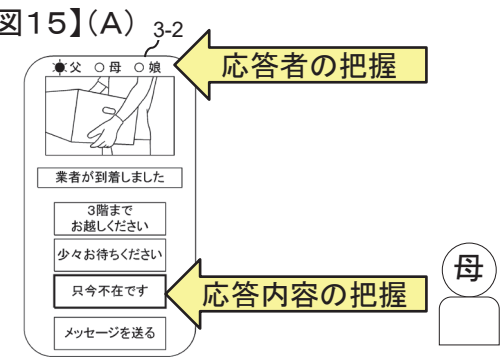 図15】(A)
3-2
父 母 娘
応答者の把握
業者が到着しました
3階まで
お越しください
少々お待ちください
只今不在です
応答内容の把握
メッセージを送る
母